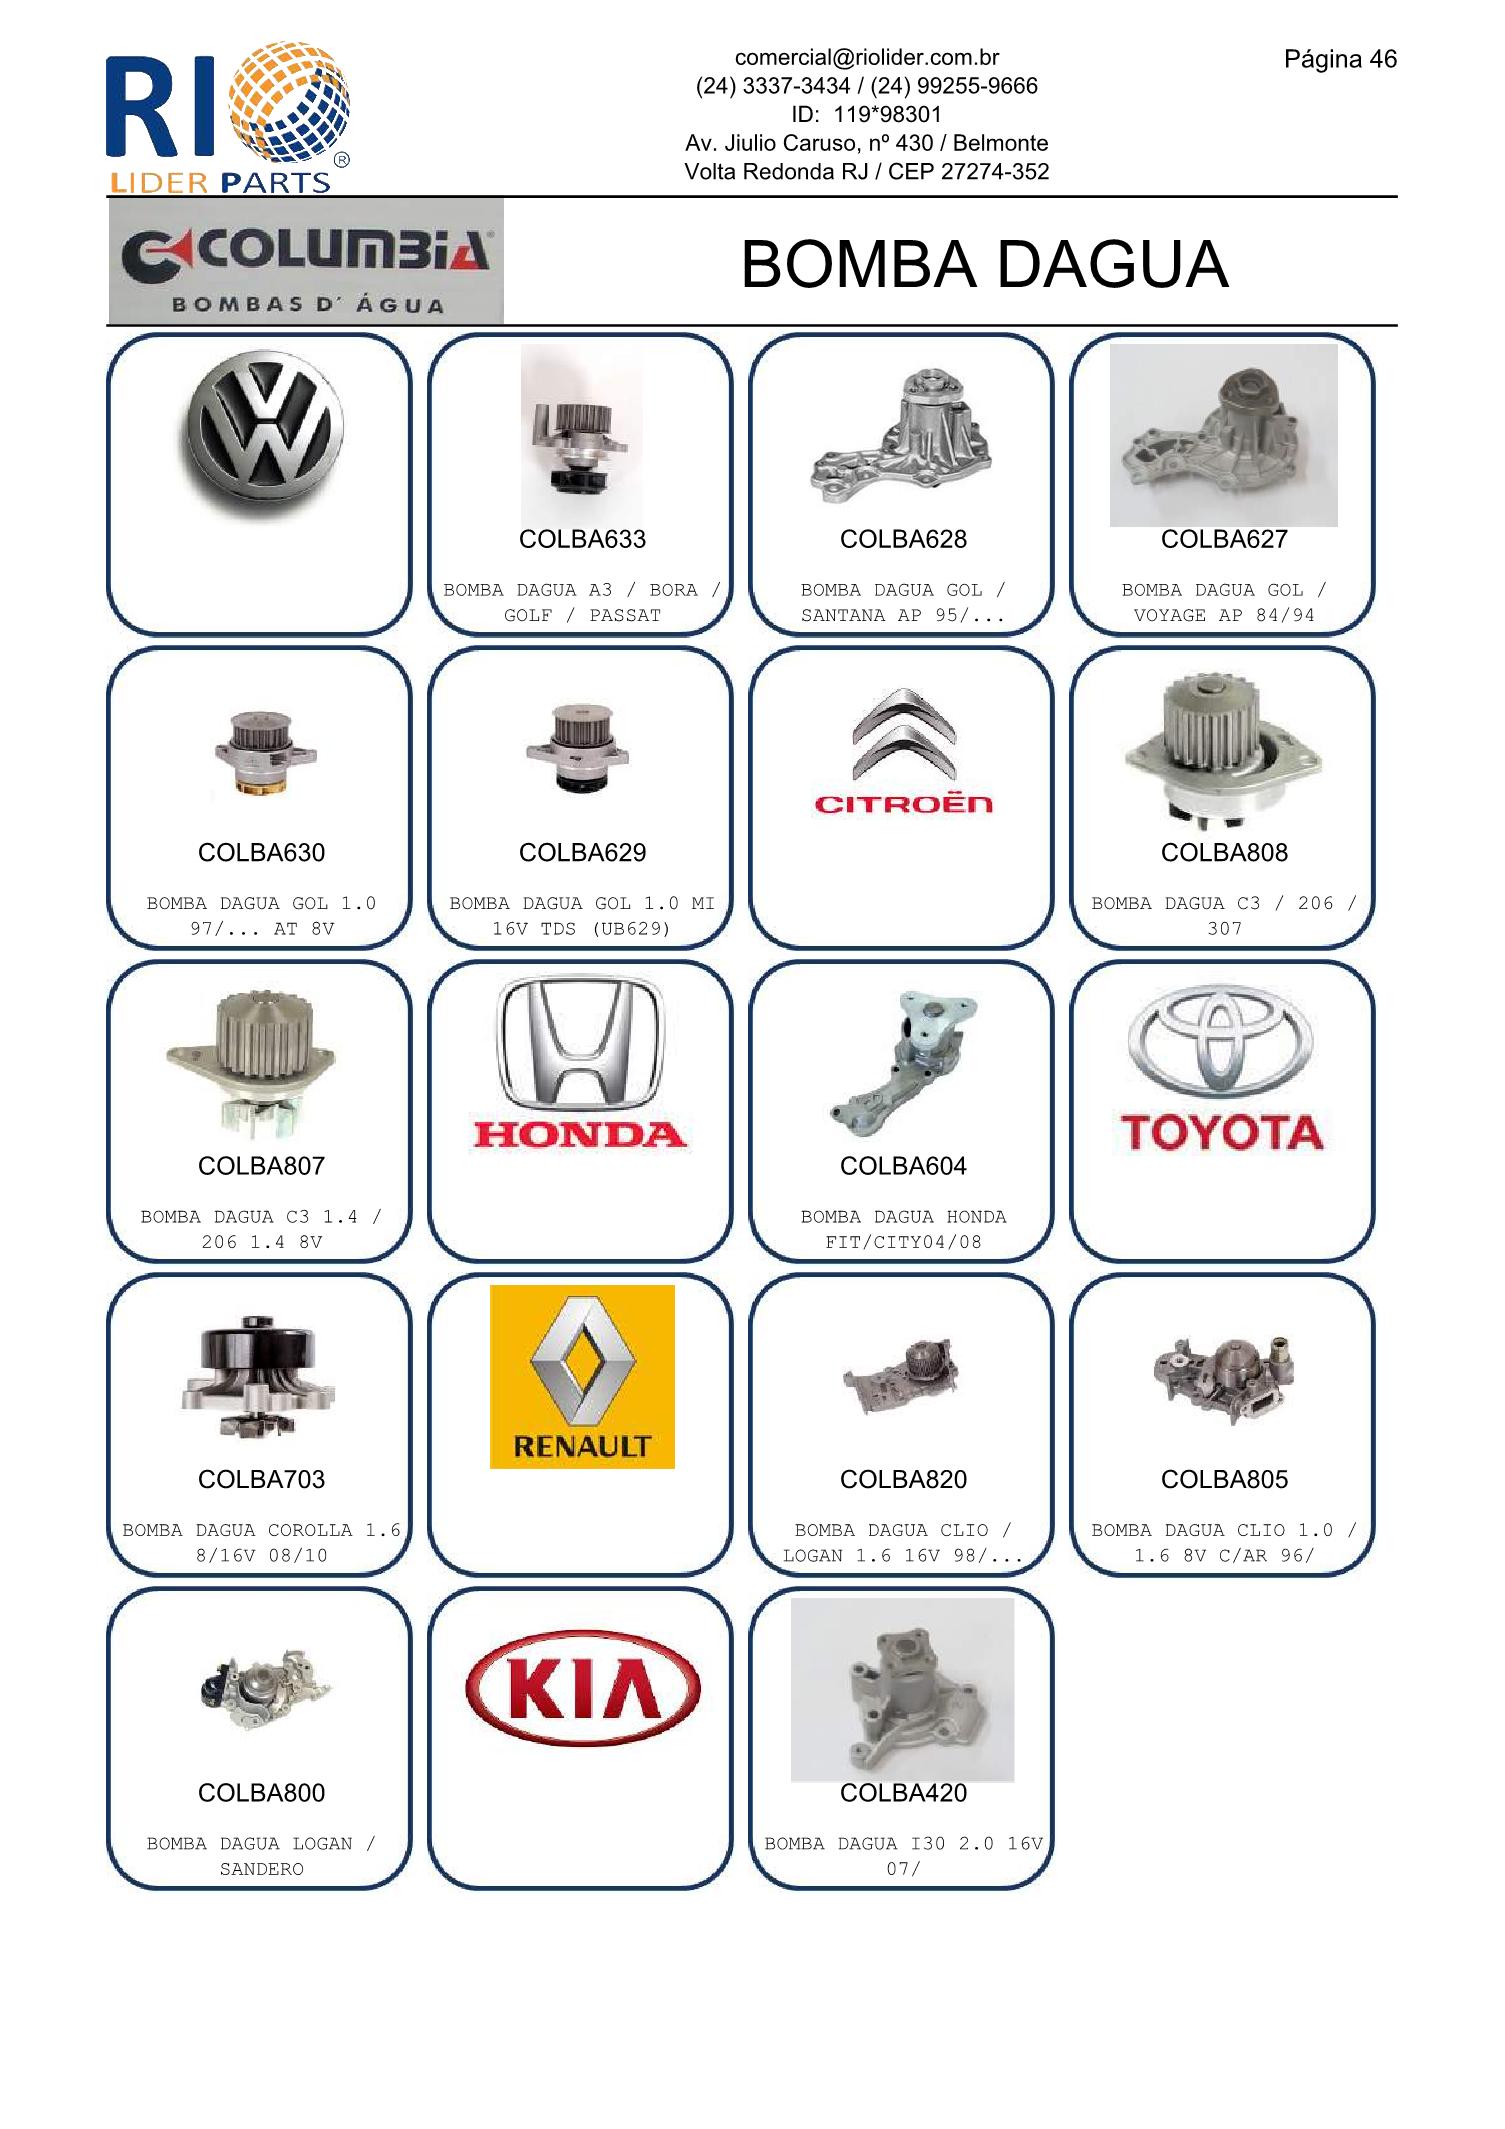 RIO
LIDER PARTS
®
comercial@riolider.com.br
(24) 3337-3434 / (24) 99255-9666
ID:  119*98301
Av. Jiulio Caruso, nº 430 / Belmonte
Volta Redonda RJ / CEP 27274-352
Página 46
COLUMBIA®
BOMBAS D' ÁGUA
BOMBA DAGUA
COLBA633
BOMBA DAGUA A3 / BORA /
GOLF / PASSAT
COLBA628
BOMBA DAGUA GOL /
SANTANA AP 95/...
COLBA627
BOMBA DAGUA GOL /
VOYAGE AP 84/94
COLBA630
BOMBA DAGUA GOL 1.0
97/... AT 8V
COLBA629
BOMBA DAGUA GOL 1.0 MI
16V TDS (UB629)
CITROËN
COLBA808
BOMBA DAGUA C3 / 206 /
307
COLBA807
BOMBA DAGUA C3 1.4 /
206 1.4 8V
HONDA
COLBA604
BOMBA DAGUA HONDA
FIT/CITY04/08
TOYOTA
COLBA703
BOMBA DAGUA COROLLA 1.6
8/16V 08/10
RENAULT
COLBA820
BOMBA DAGUA CLIO /
LOGAN 1.6 16V 98/...
COLBA805
BOMBA DAGUA CLIO 1.0 /
1.6 8V C/AR 96/
COLBA800
BOMBA DAGUA LOGAN /
SANDERO
KIA
COLBA420
BOMBA DAGUA I30 2.0 16V
07/